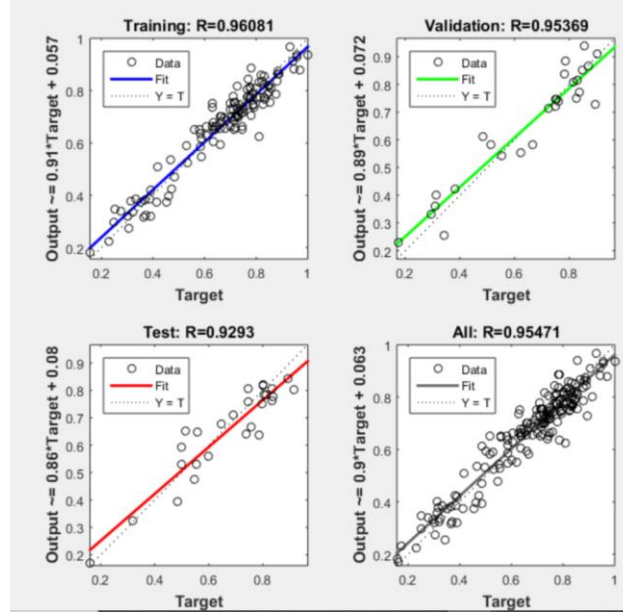 Training: R=0.96081
Output ~= 0.91*Target + 0.057
Data
Fit
Y = T
1
0.8
0.6
0.4
0.2
0.2 0.4 0.6 0.8 1
Target
Validation: R=0.95369
Output ~= 0.89*Target + 0.072
Data
Fit
Y = T
0.9
0.8
0.7
0.6
0.5
0.4
0.3
0.2
0.2 0.4 0.6 0.8
Target
Test: R=0.9293
Output ~= 0.86*Target + 0.08
Data
Fit
Y = T
0.9
0.8
0.7
0.6
0.5
0.4
0.3
0.2
0.2 0.4 0.6 0.8
Target
All: R=0.95471
Output ~= 0.9*Target + 0.063
Data
Fit
Y = T
1
0.8
0.6
0.4
0.2
0.2 0.4 0.6 0.8 1
Target